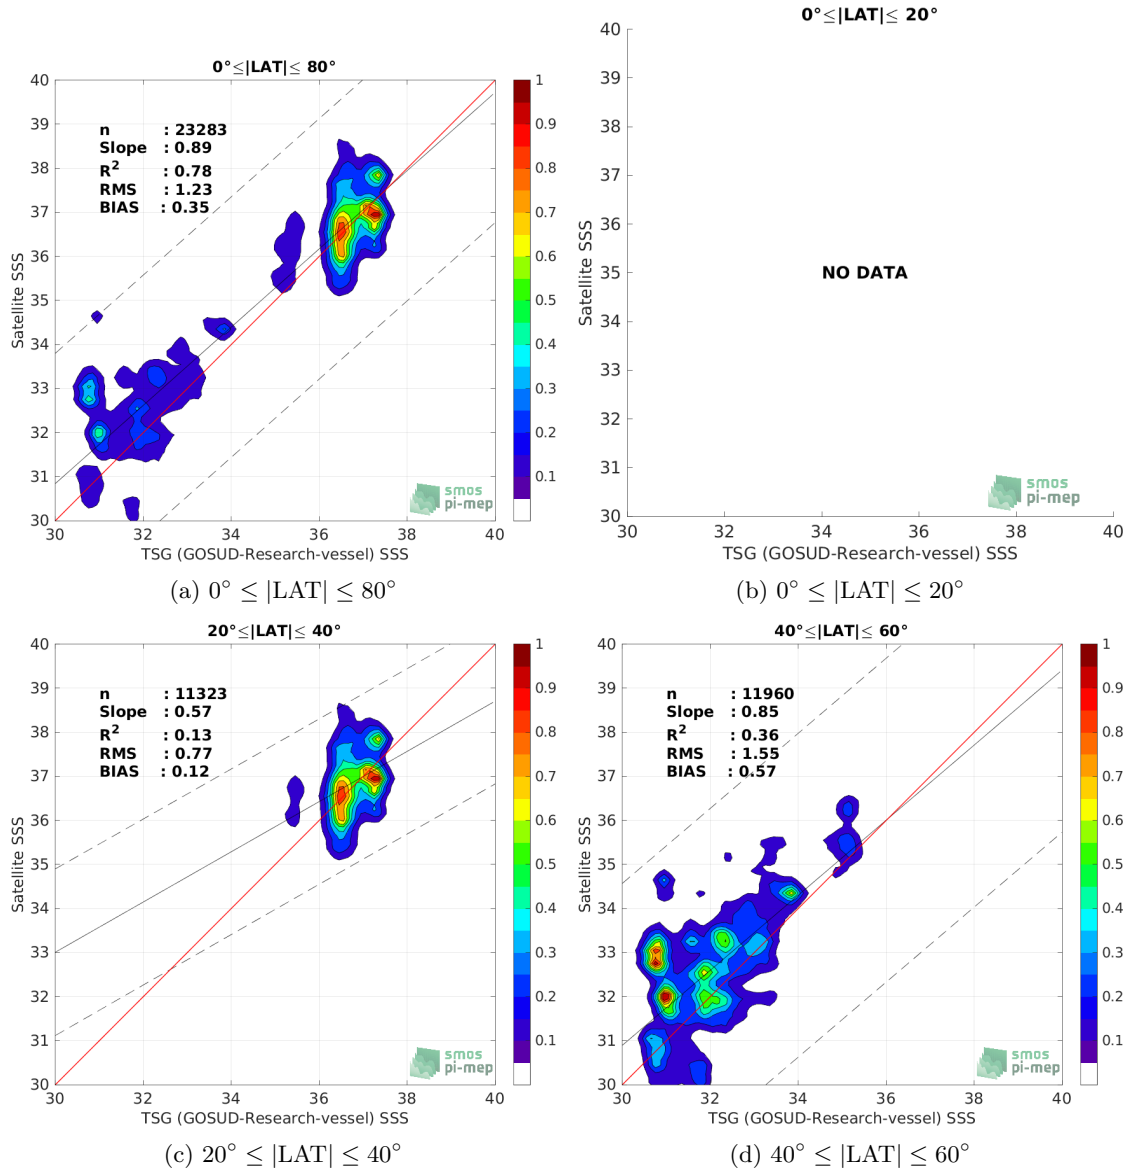 0°≤|LAT|≤ 80°
40
39
38
37
36
35
34
33
32
31
30
n : 23283
Slope : 0.89
R² : 0.78
RMS : 1.23
BIAS : 0.35
Satellite SSS
30 32 34 36 38 40
TSG (GOSUD-Research-vessel) SSS
1
0.9
0.8
0.7
0.6
0.5
0.4
0.3
0.2
0.1
smos
pi-mep
(a) 0° ≤ |LAT| ≤ 80°
0°≤|LAT|≤ 20°
40
39
38
37
36
35
34
33
32
31
30
Satellite SSS
NO DATA
smos
pi-mep
30 32 34 36 38 40
TSG (GOSUD-Research-vessel) SSS
(b) 0° ≤ |LAT| ≤ 20°
20°≤|LAT|≤ 40°
40
39
38
37
36
35
34
33
32
31
30
n : 11323
Slope : 0.57
R² : 0.13
RMS : 0.77
BIAS : 0.12
Satellite SSS
30 32 34 36 38 40
TSG (GOSUD-Research-vessel) SSS
1
0.9
0.8
0.7
0.6
0.5
0.4
0.3
0.2
0.1
smos
pi-mep
(c) 20° ≤ |LAT| ≤ 40°
40°≤|LAT|≤ 60°
40
39
38
37
36
35
34
33
32
31
30
n : 11960
Slope : 0.85
R² : 0.36
RMS : 1.55
BIAS : 0.57
Satellite SSS
30 32 34 36 38 40
TSG (GOSUD-Research-vessel) SSS
1
0.9
0.8
0.7
0.6
0.5
0.4
0.3
0.2
0.1
smos
pi-mep
(d) 40° ≤ |LAT| ≤ 60°